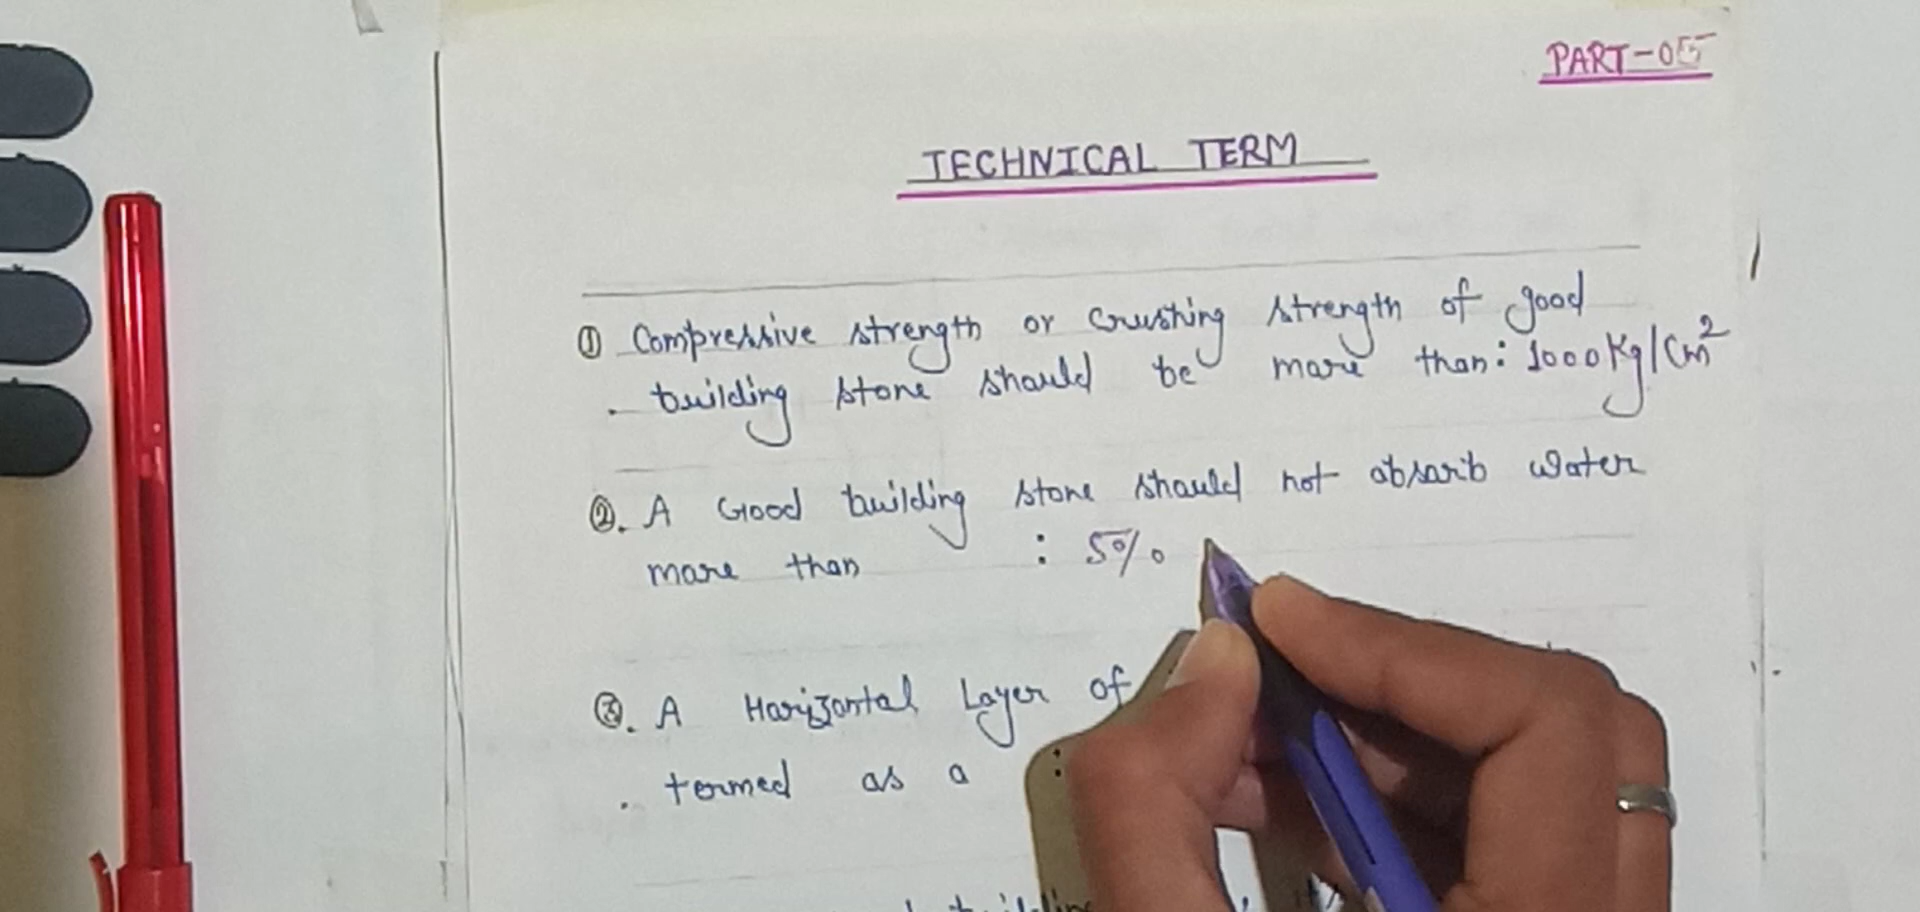 PART-05
TECHNICAL TERM
① Compressive strength or crushing strength of good
building stone should be more than: 1000 Kg/cm²
②. A Good building stone should not absorb water
more than : 5%
③. A Horizontal Layer of
termed as a :
building